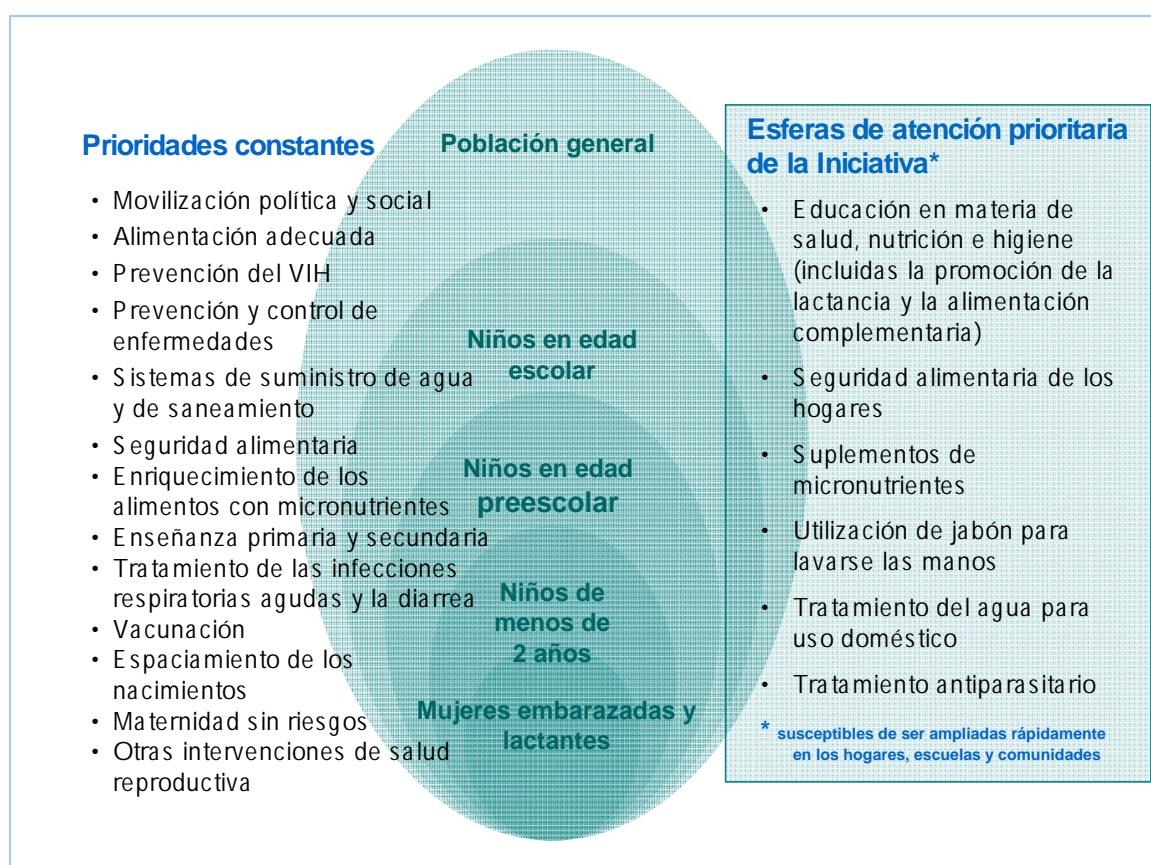 Prioridades constantes
• Movilización política y social
• Alimentación adecuada
• Prevención del VIH
• Prevención y control de
enfermedades
• Sistemas de suministro de agua
y de saneamiento
• Seguridad alimentaria
• Enriquecimiento de los
alimentos con micronutrientes
• Enseñanza primaria y secundaria
• Tratamiento de las infecciones
respiratorias agudas y la diarrea
• Vacunación
• Espaciamiento de los
nacimientos
• Maternidad sin riesgos
• Otras intervenciones de salud
reproductiva
Población general
Niños en edad
escolar
Niños en edad
preescolar
Niños de
menos de
2 años
Mujeres embarazadas y
lactantes
Esferas de atención prioritaria
de la Iniciativa*
• Educación en materia de
salud, nutrición e higiene
(incluidas la promoción de la
lactancia y la alimentación
complementaria)
• Seguridad alimentaria de los
hogares
• Suplementos de
micronutrientes
• Utilización de jabón para
lavarse las manos
• Tratamiento del agua para
uso doméstico
• Tratamiento antiparasitario
* susceptibles de ser ampliadas rápidamente
en los hogares, escuelas y comunidades